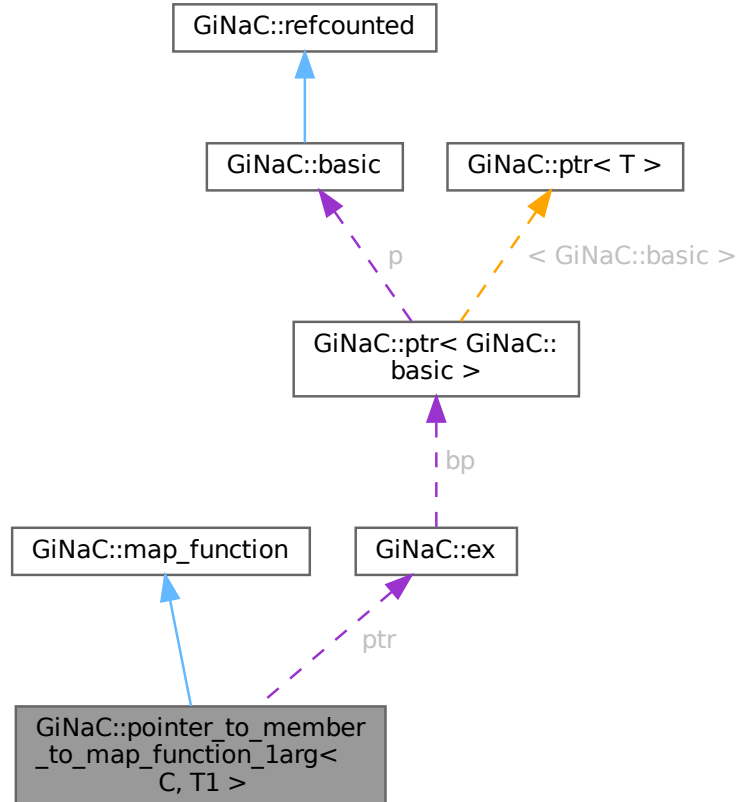 GiNaC::refcounted
GiNaC::basic
GiNaC::ptr< T >
p
< GiNaC::basic >
GiNaC::ptr< GiNaC::
basic >
bp
GiNaC::map_function
GiNaC::ex
ptr
GiNaC::pointer_to_member
_to_map_function_1arg<
C, T1 >